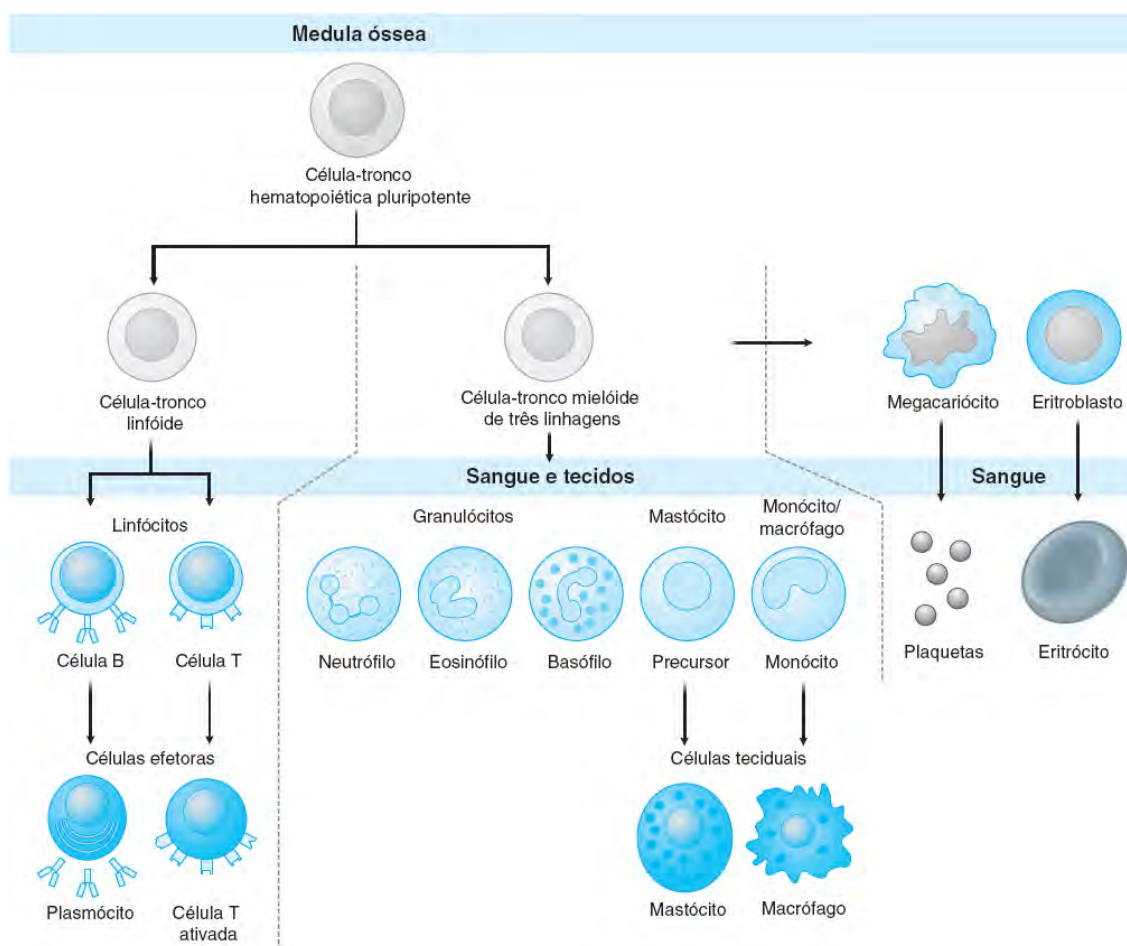 Medula óssea
Célula-tronco
hematopoiética pluripotente
Célula-tronco
linfóide
Célula-tronco mielóide
de três linhagens
Megacariócito
Eritroblasto
Sangue e tecidos
Sangue
Linfócitos
Granulócitos
Mastócito
Monócito/
macrófago
Célula B
Célula T
Neutrófilo
Eosinófilo
Basófilo
Precursor
Monócito
Plaquetas
Eritrócito
Células efetoras
Células teciduais
Plasmócito
Célula T
ativada
Mastócito
Macrófago